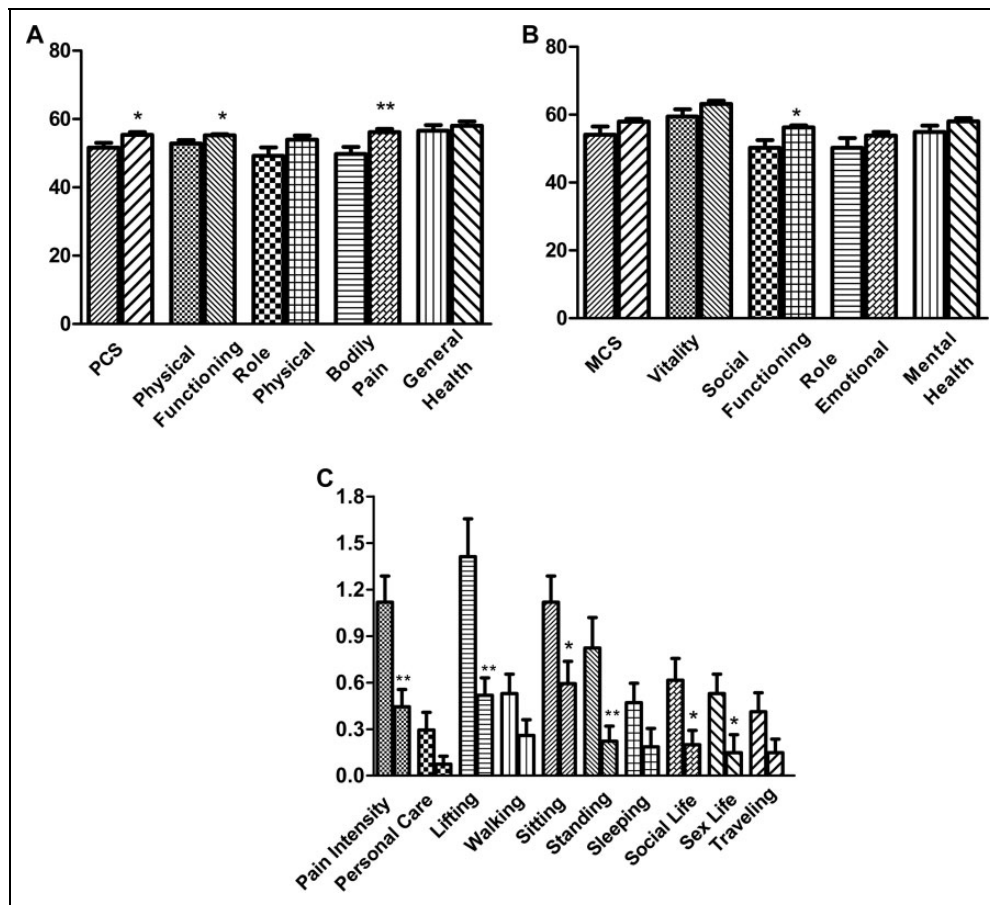 A
80
60
40
20
0
*
*
**
PCS
Physical
Functioning
Role
Physical
Bodily
Pain
General
Health
B
80
60
40
20
0
*
MCS
Vitality
Social
Functioning
Role
Emotional
Mental
Health
C
1.8
1.5
1.2
0.9
0.6
0.3
0.0
**
**
*
**
*
*
Pain Intensity
Personal Care
Lifting
Walking
Sitting
Standing
Sleeping
Social Life
Sex Life
Traveling